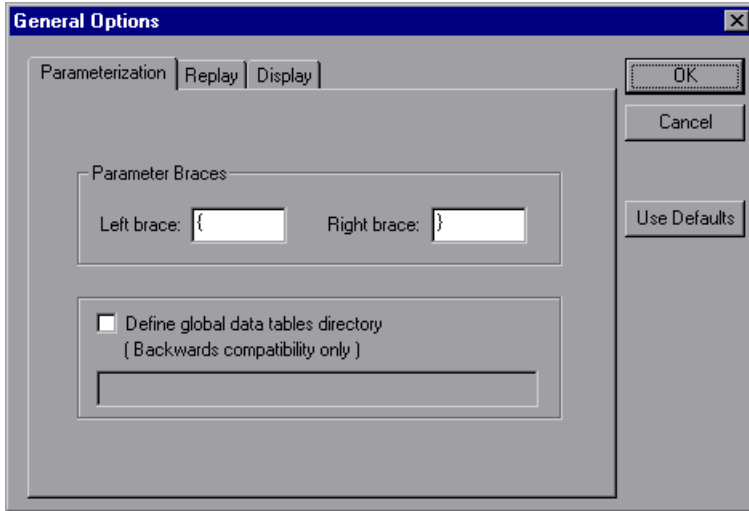 General Options
Parameterization Replay Display
OK
Cancel
Parameter Braces
Left brace: { Right brace: }
Use Defaults
Define global data tables directory
( Backwards compatibility only )